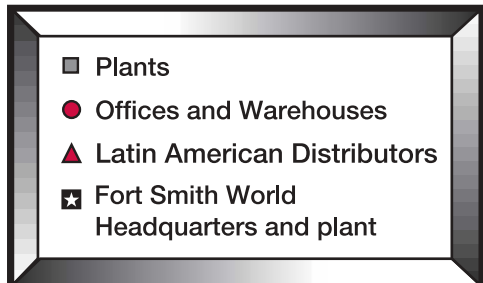 Plants
Offices and Warehouses
Latin American Distributors
Fort Smith World
Headquarters and plant